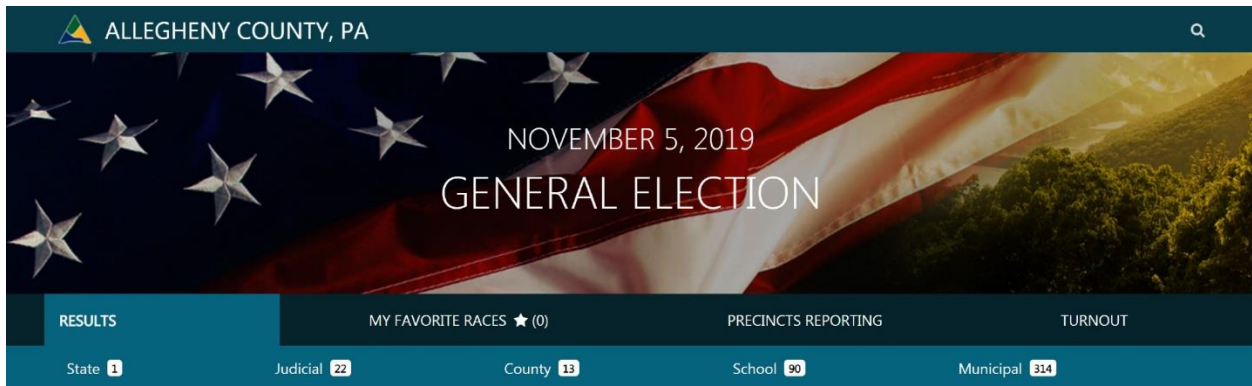 ALLEGHENY COUNTY, PA
NOVEMBER 5, 2019
GENERAL ELECTION
RESULTS MY FAVORITE RACES ★ (0) PRECINCTS REPORTING TURNOUT
State 1 Judicial 22 County 13 School 90 Municipal 314